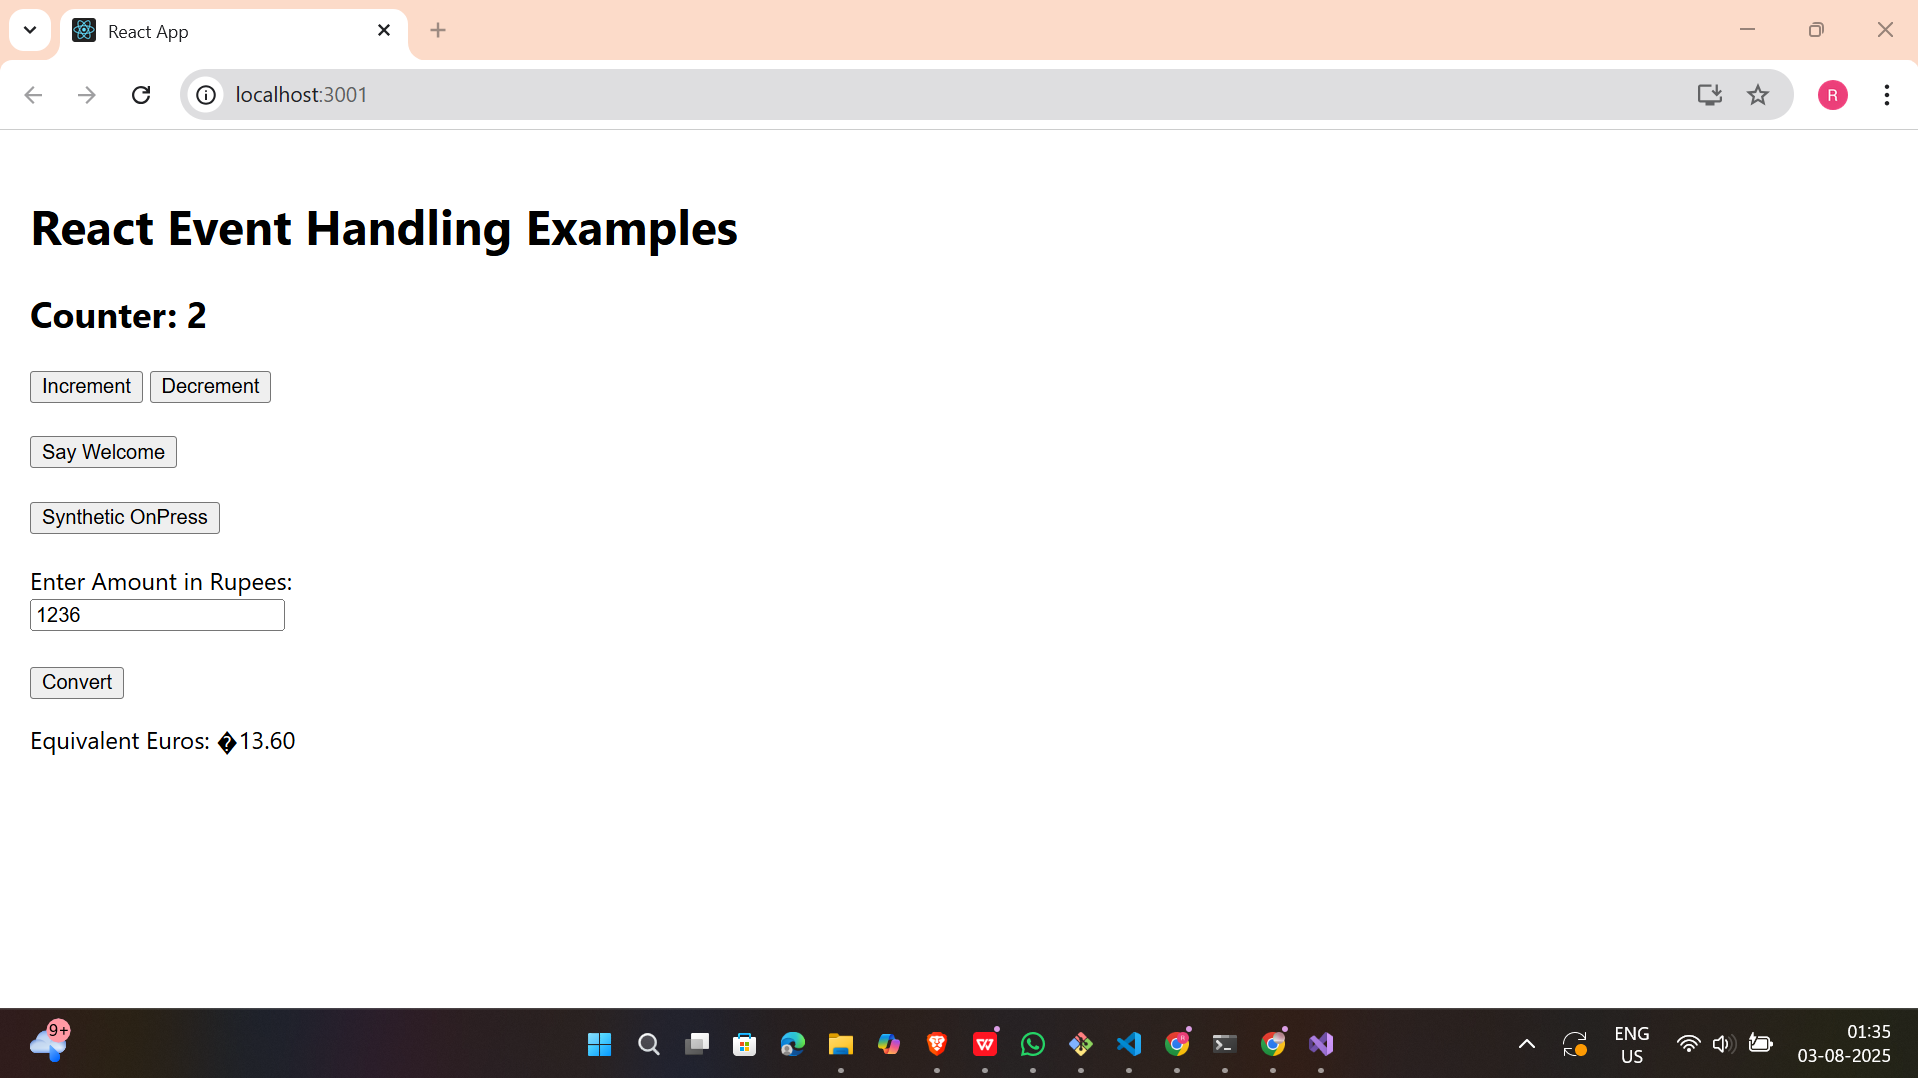 React App
localhost:3001
R
React Event Handling Examples
Counter: 2
Increment Decrement
Say Welcome
Synthetic OnPress
Enter Amount in Rupees:
1236
Convert
Equivalent Euros: �13.60
9+
ENG
US
01:35
03-08-2025